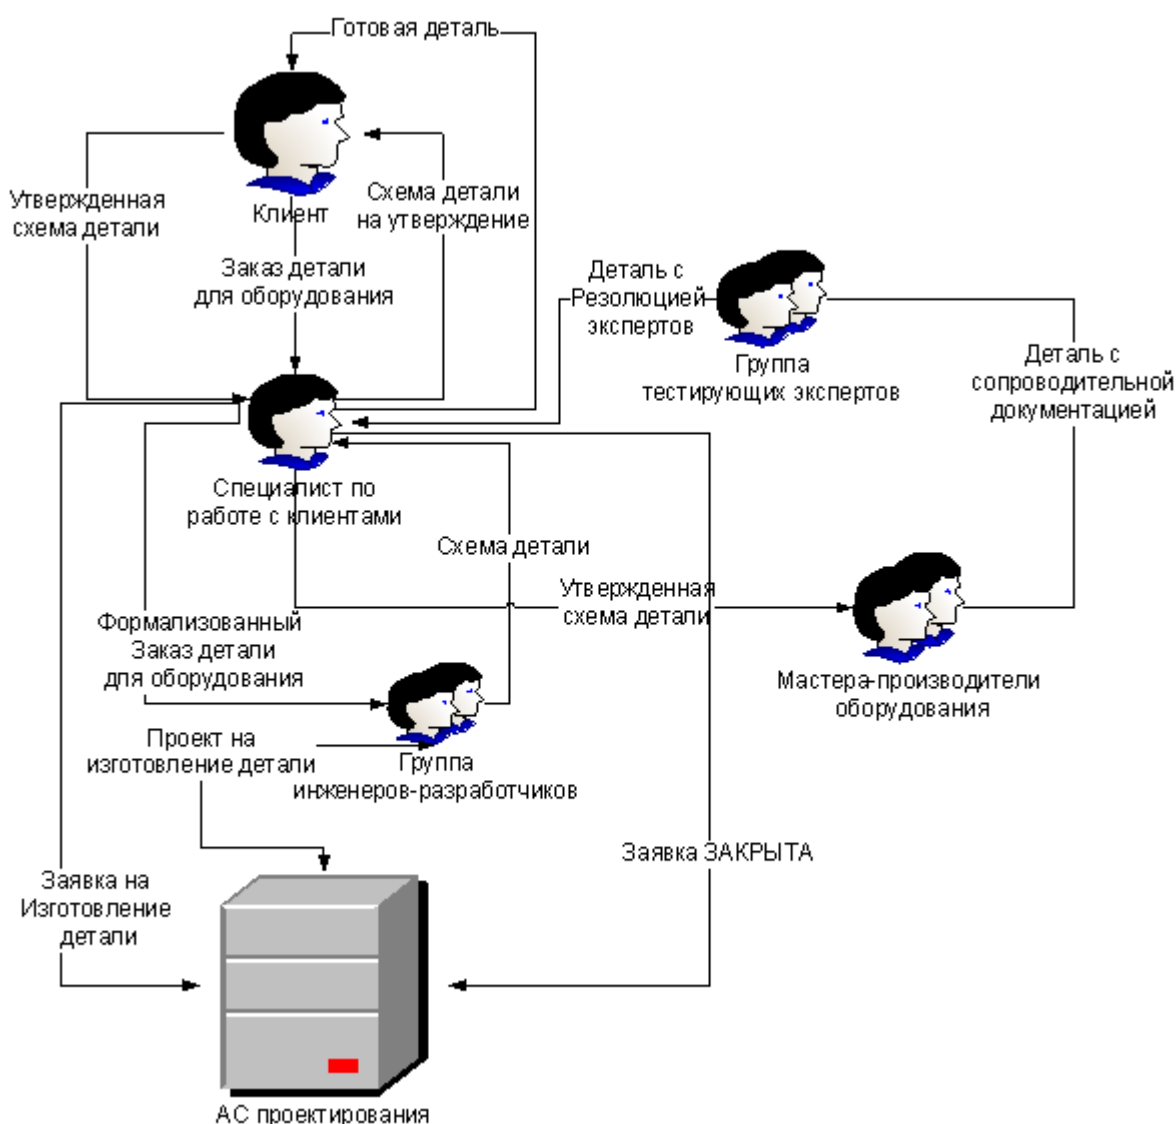 Готовая деталь
Утвержденная
схема детали
Клиент
Схема детали
на утверждение
Заказ детали
для оборудования
Деталь с
Резолюцией
экспертов
Группа
тестирующих экспертов
Деталь с
сопроводительной
документацией
Специалист по
работе с клиентами
Схема детали
Утвержденная
схема детали
Формализованный
Заказ детали
для оборудования
Мастера-производители
оборудования
Проект на
изготовление детали
Группа
инженеров-разработчиков
Заявка ЗАКРЫТА
Заявка на
Изготовление
детали
АС проектирования